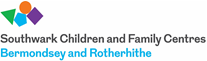 Southwark Children and Family Centres
Bermondsey and Rotherhithe